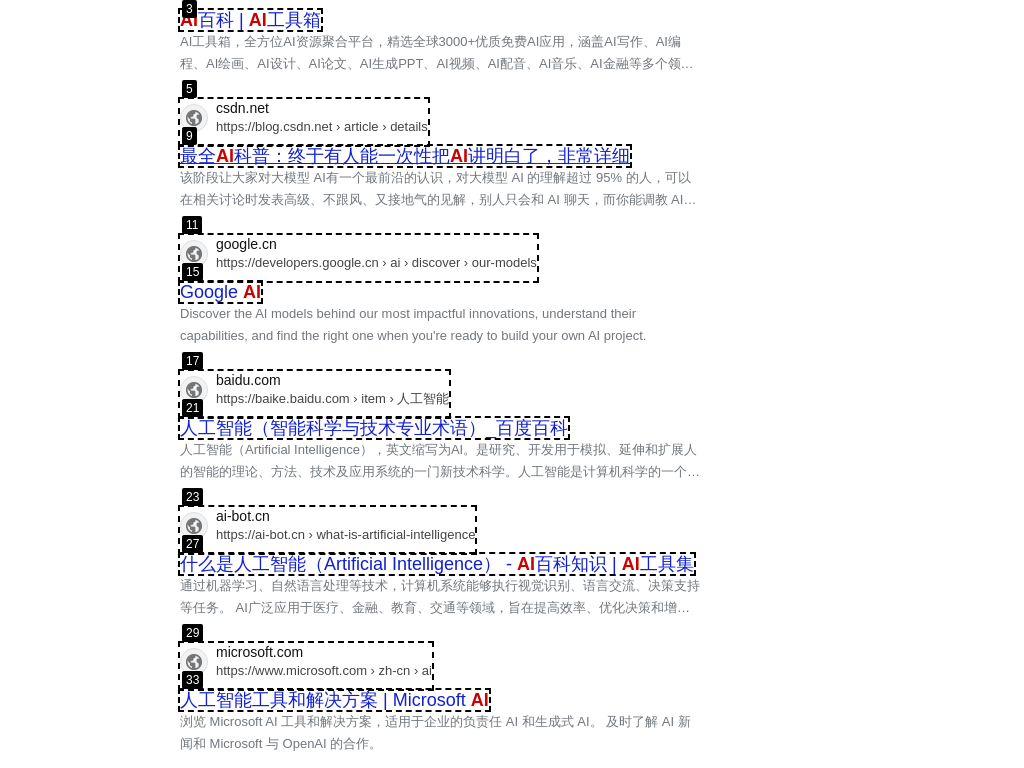 3
AI百科 | AI工具箱
AI工具箱，全方位AI资源聚合平台，精选全球3000+优质免费AI应用，涵盖AI写作、AI编
程、AI绘画、AI设计、AI论文、AI生成PPT、AI视频、AI配音、AI音乐、AI金融等多个领…
5
csdn.net
https://blog.csdn.net › article › details
9
最全AI科普：终于有人能一次性把AI讲明白了，非常详细
该阶段让大家对大模型 AI有一个最前沿的认识，对大模型 AI 的理解超过 95% 的人，可以
在相关讨论时发表高级、不跟风、又接地气的见解，别人只会和 AI 聊天，而你能调教 AI…
11
google.cn
https://developers.google.cn › ai › discover › our-models
15
Google AI
Discover the AI models behind our most impactful innovations, understand their
capabilities, and find the right one when you're ready to build your own AI project.
17
baidu.com
https://baike.baidu.com › item › 人工智能
21
人工智能（智能科学与技术专业术语）_百度百科
人工智能（Artificial Intelligence），英文缩写为AI。是研究、开发用于模拟、延伸和扩展人
的智能的理论、方法、技术及应用系统的一门新技术科学。人工智能是计算机科学的一个…
23
ai-bot.cn
https://ai-bot.cn › what-is-artificial-intelligence
27
什么是人工智能（Artificial Intelligence） - AI百科知识 | AI工具集
通过机器学习、自然语言处理等技术，计算机系统能够执行视觉识别、语言交流、决策支持
等任务。 AI广泛应用于医疗、金融、教育、交通等领域，旨在提高效率、优化决策和增…
29
microsoft.com
https://www.microsoft.com › zh-cn › ai
33
人工智能工具和解决方案 | Microsoft AI
浏览 Microsoft AI 工具和解决方案，适用于企业的负责任 AI 和生成式 AI。 及时了解 AI 新
闻和 Microsoft 与 OpenAI 的合作。